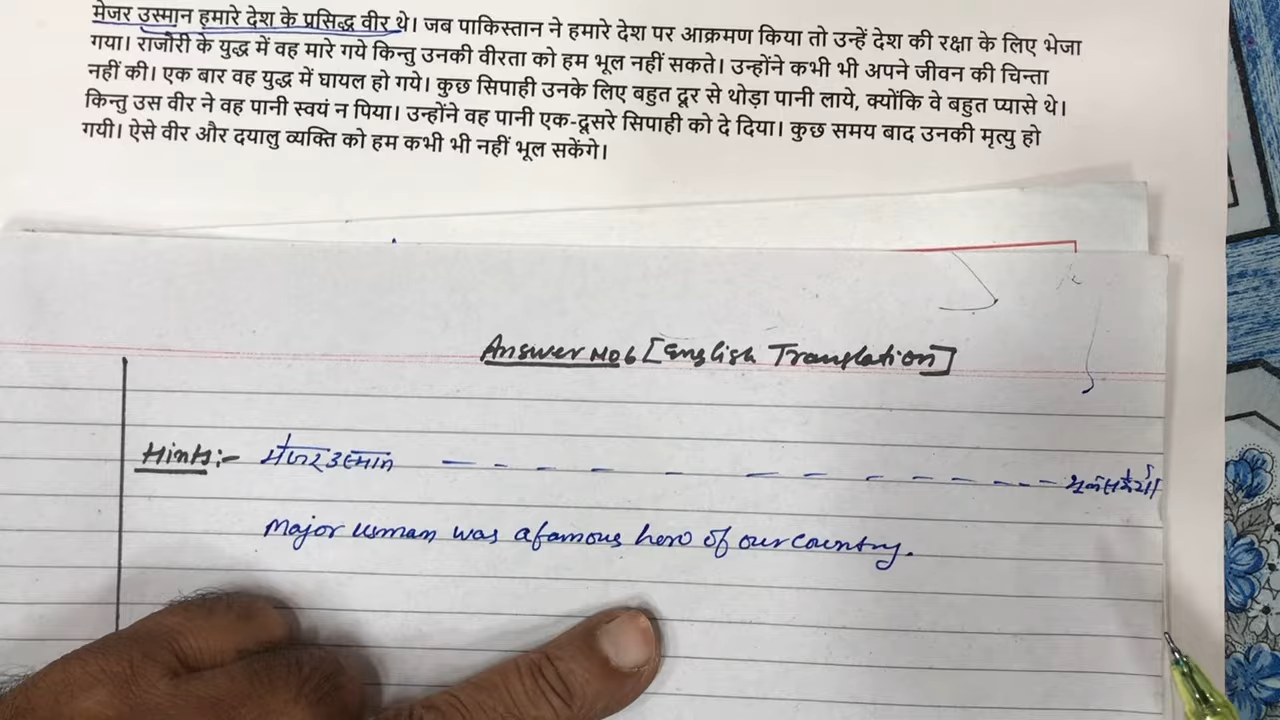 मेजर उस्मान हमारे देश के प्रसिद्ध वीर थे। जब पाकिस्तान ने हमारे देश पर आक्रमण किया तो उन्हें देश की रक्षा के लिए भेजा
गया। राजौरी के युद्ध में वह मारे गये किन्तु उनकी वीरता को हम भूल नहीं सकते। उन्होंने कभी भी अपने जीवन की चिन्ता
नहीं की। एक बार वह युद्ध में घायल हो गये। कुछ सिपाही उनके लिए बहुत दूर से थोड़ा पानी लाये, क्योंकि वे बहुत प्यासे थे।
किन्तु उस वीर ने वह पानी स्वयं न पिया। उन्होंने वह पानी एक-दूसरे सिपाही को दे दिया। कुछ समय बाद उनकी मृत्यु हो
गयी। ऐसे वीर और दयालु व्यक्ति को हम कभी भी नहीं भूल सकेंगे।
Answer No 6 [English Translation]
Hints:- मेजर उस्मान - - - - - - - - - - - भूल सकेंगे।
Major usman was a famous hero of our country.